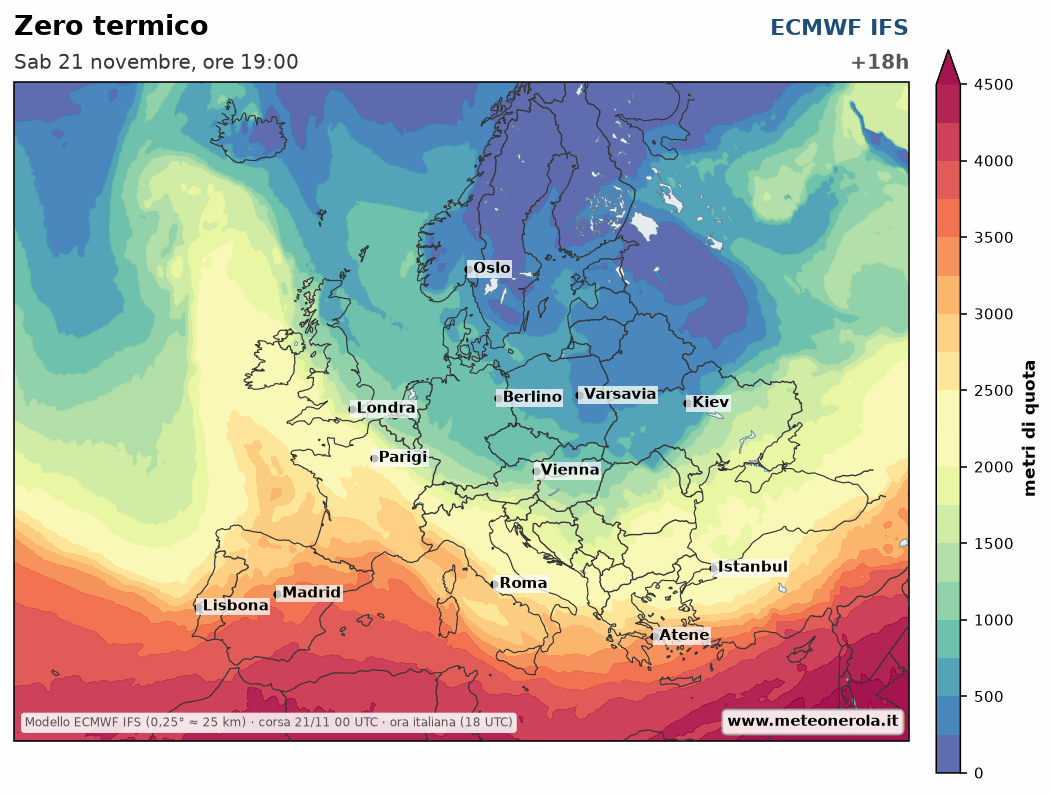 Zero termico
ECMWF IFS
Sab 21 novembre, ore 19:00
+18h
4500
4000
3500
3000
2500
2000
1500
1000
500
0
metri di quota
Oslo
Berlino
Varsavia
Kiev
Londra
Parigi
Vienna
Istanbul
Roma
Madrid
Lisbona
Atene
Modello ECMWF IFS (0,25° ≈ 25 km) · corsa 21/11 00 UTC · ora italiana (18 UTC)
www.meteonerola.it